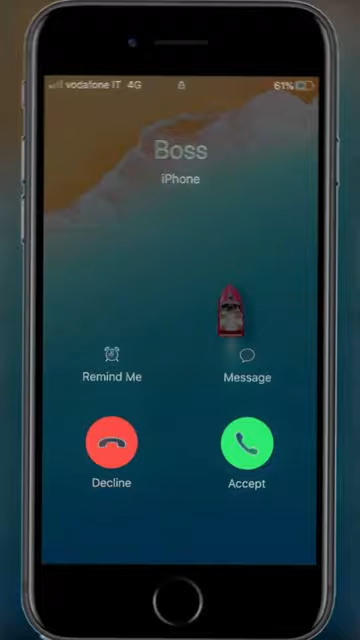 vodafone IT 4G 61%
Boss
iPhone
Remind Me Message
Decline Accept